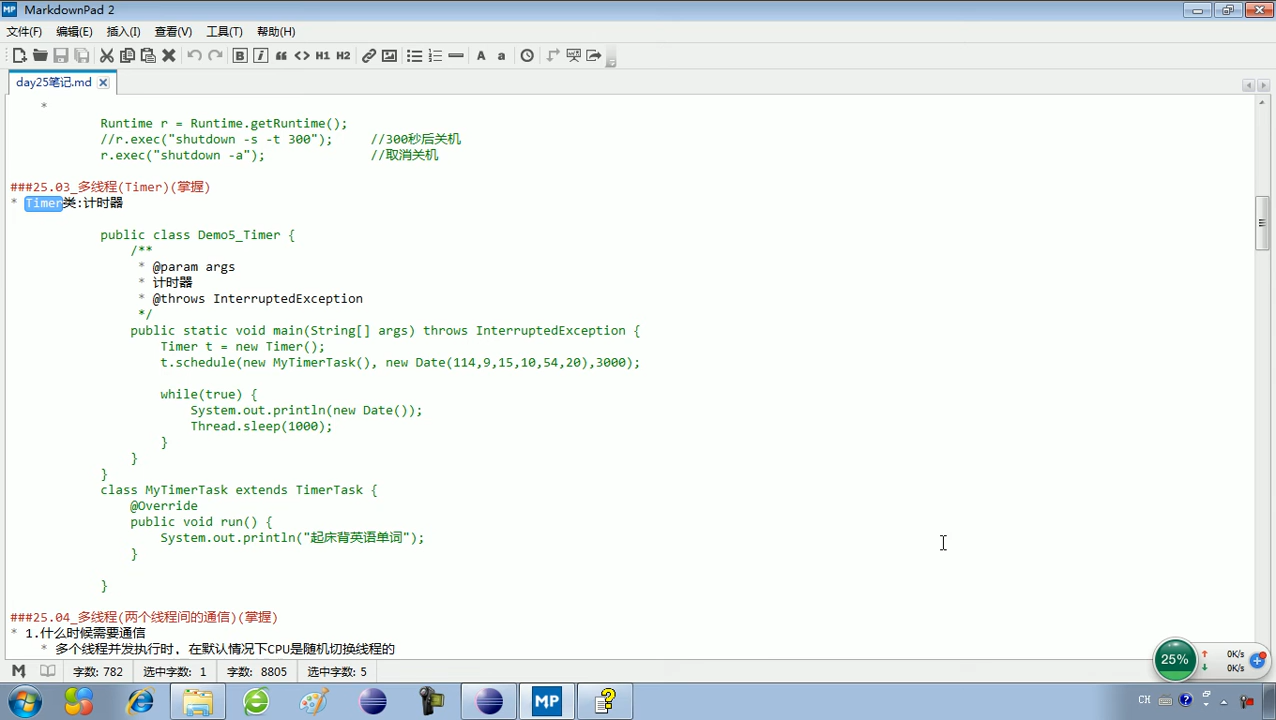 MarkdownPad 2
文件(F) 编辑(E) 插入(I) 查看(V) 工具(T) 帮助(H)
B I “ <> H1 H2 A a
day25笔记.md
*
Runtime r = Runtime.getRuntime();
//r.exec("shutdown -s -t 300"); //300秒后关机
r.exec("shutdown -a"); //取消关机
###25.03_多线程(Timer)(掌握)
* Timer类:计时器
public class Demo5_Timer {
/**
* @param args
* 计时器
* @throws InterruptedException
*/
public static void main(String[] args) throws InterruptedException {
Timer t = new Timer();
t.schedule(new MyTimerTask(), new Date(114,9,15,10,54,20),3000);
while(true) {
System.out.println(new Date());
Thread.sleep(1000);
}
}
}
class MyTimerTask extends TimerTask {
@Override
public void run() {
System.out.println("起床背英语单词");
}
}
###25.04_多线程(两个线程间的通信)(掌握)
* 1.什么时候需要通信
* 多个线程并发执行时, 在默认情况下CPU是随机切换线程的
25%
0K/s
0K/s
字数: 782 选中字数: 1 字数: 8805 选中字数: 5
MP
CH